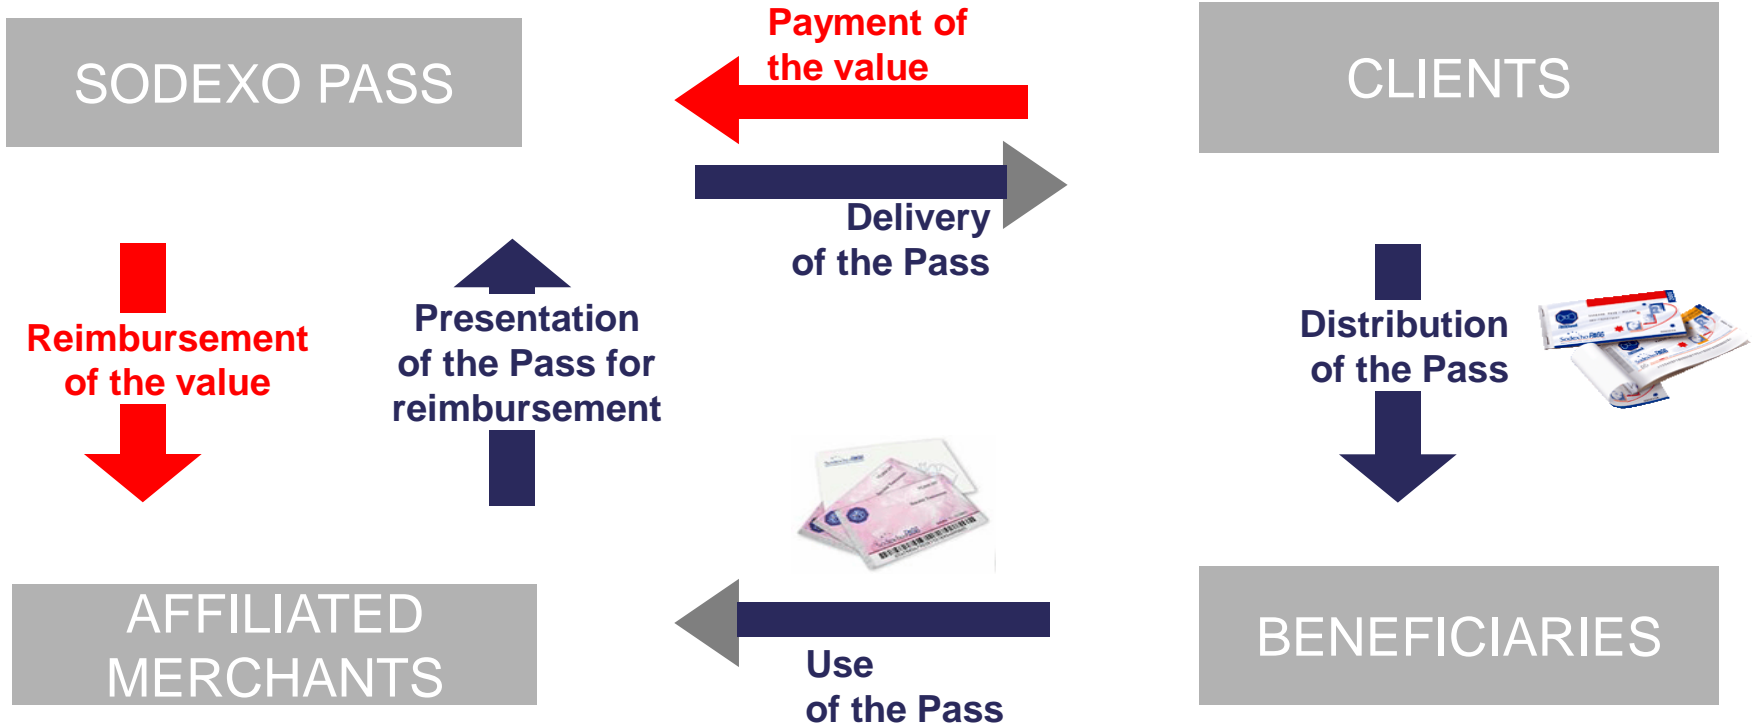 SODEXO PASS
Payment of
the value
CLIENTS
Delivery
of the Pass
Reimbursement
of the value
Presentation
of the Pass for
reimbursement
Distribution
of the Pass
AFFILIATED
MERCHANTS
Use
of the Pass
BENEFICIARIES